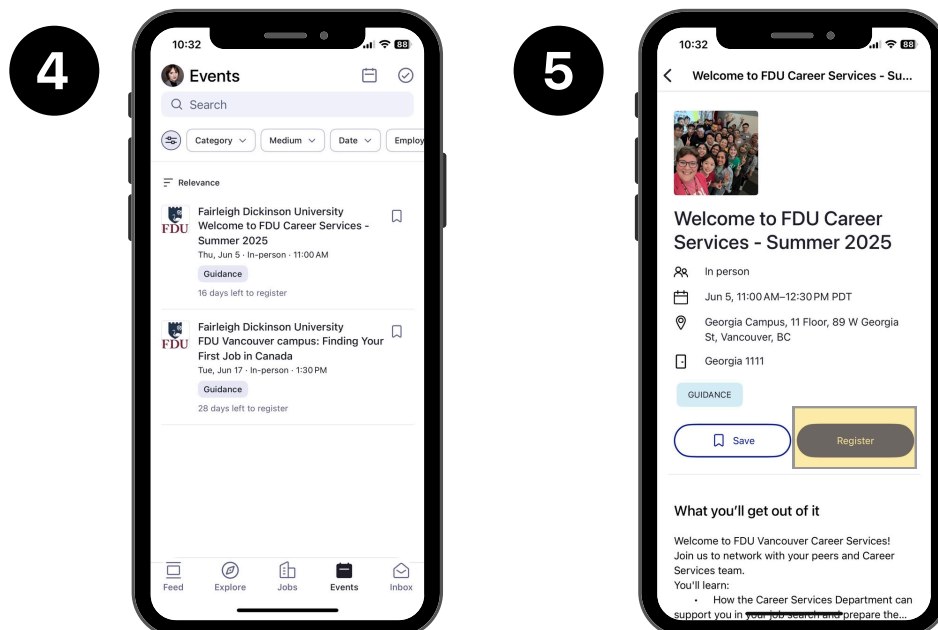 4
10:32
88
Events
Search
Category
Medium
Date
Employ
Relevance
FDU
Fairleigh Dickinson University
Welcome to FDU Career Services -
Summer 2025
Thu, Jun 5 · In-person · 11:00 AM
Guidance
16 days left to register
FDU
Fairleigh Dickinson University
FDU Vancouver campus: Finding Your
First Job in Canada
Tue, Jun 17 · In-person · 1:30 PM
Guidance
28 days left to register
Feed
Explore
Jobs
Events
Inbox
5
10:32
88
Welcome to FDU Career Services - Su...
Welcome to FDU Career
Services - Summer 2025
In person
Jun 5, 11:00 AM–12:30 PM PDT
Georgia Campus, 11 Floor, 89 W Georgia
St, Vancouver, BC
Georgia 1111
GUIDANCE
Save
Register
What you'll get out of it
Welcome to FDU Vancouver Career Services!
Join us to network with your peers and Career
Services team.
You'll learn:
• How the Career Services Department can
support you in your job search and prepare the...